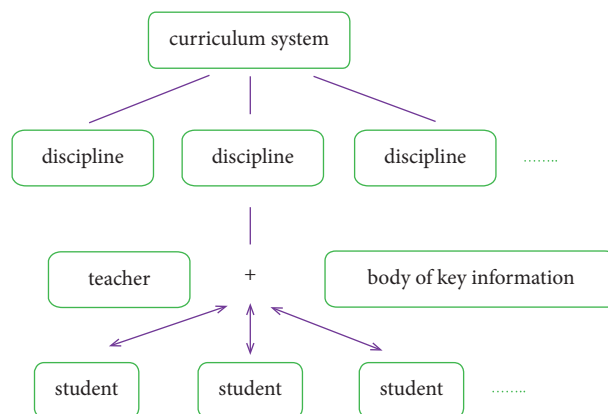 curriculum system
discipline discipline discipline ........
teacher + body of key information
student student student ........